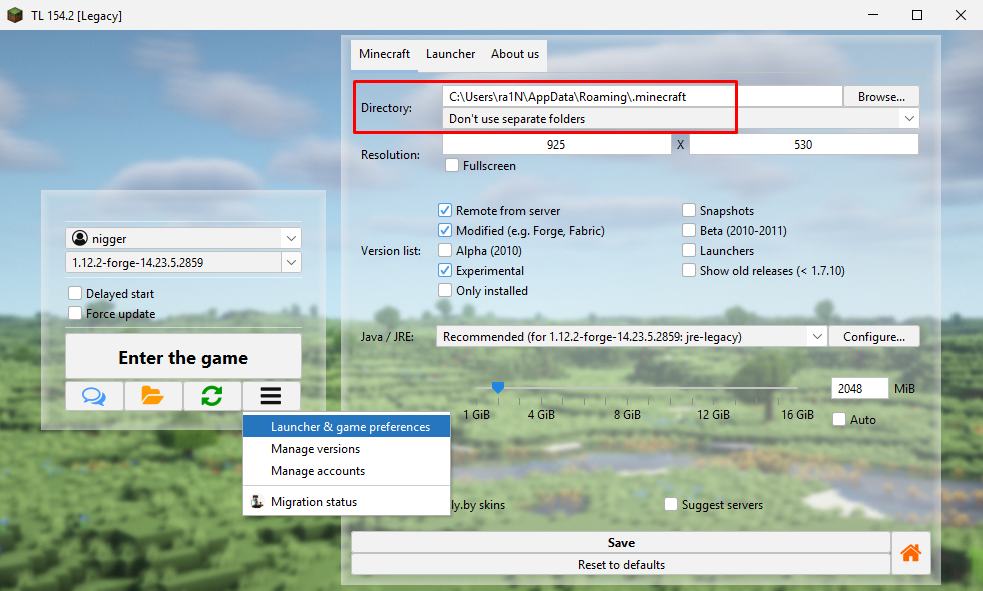 TL 154.2 [Legacy]
Minecraft
Launcher
About us
Directory:
C:\Users\ra1N\AppData\Roaming\.minecraft
Browse...
Don't use separate folders
Resolution:
925
X
530
Fullscreen
Version list:
Remote from server
Snapshots
Modified (e.g. Forge, Fabric)
Beta (2010-2011)
Alpha (2010)
Launchers
Experimental
Show old releases (< 1.7.10)
Only installed
nigger
1.12.2-forge-14.23.5.2859
Delayed start
Force update
Enter the game
Java / JRE:
Recommended (for 1.12.2-forge-14.23.5.2859: jre-legacy)
Configure...
2048
MiB
1 GiB
4 GiB
8 GiB
12 GiB
16 GiB
Auto
Launcher & game preferences
Manage versions
Manage accounts
Migration status
ly.by skins
Suggest servers
Save
Reset to defaults